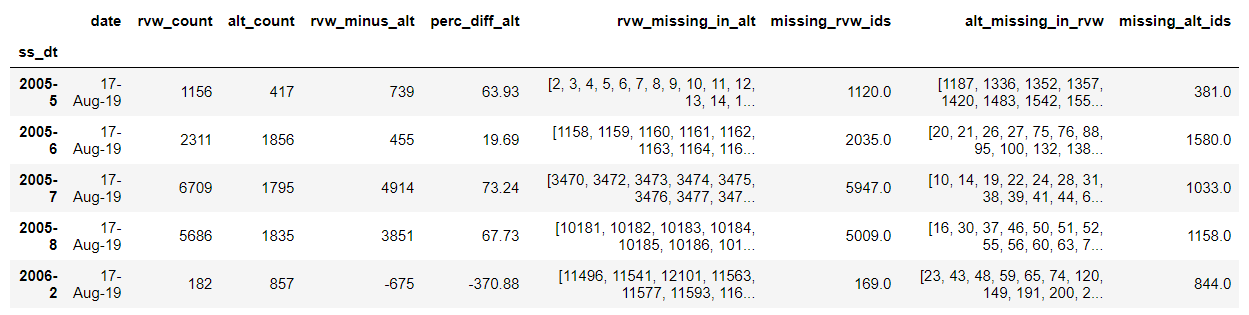 date rvw_count alt_count rvw_minus_alt perc_diff_alt rvw_missing_in_alt missing_rvw_ids alt_missing_in_rvw missing_alt_ids
ss_dt
2005-5 17-Aug-19 1156 417 739 63.93 [2, 3, 4, 5, 6, 7, 8, 9, 10, 11, 12, 13, 14, 1... 1120.0 [1187, 1336, 1352, 1357, 1420, 1483, 1542, 155... 381.0
2005-6 17-Aug-19 2311 1856 455 19.69 [1158, 1159, 1160, 1161, 1162, 1163, 1164, 116... 2035.0 [20, 21, 26, 27, 75, 76, 88, 95, 100, 132, 138... 1580.0
2005-7 17-Aug-19 6709 1795 4914 73.24 [3470, 3472, 3473, 3474, 3475, 3476, 3477, 347... 5947.0 [10, 14, 19, 22, 24, 28, 31, 38, 39, 41, 44, 6... 1033.0
2005-8 17-Aug-19 5686 1835 3851 67.73 [10181, 10182, 10183, 10184, 10185, 10186, 101... 5009.0 [16, 30, 37, 46, 50, 51, 52, 55, 56, 60, 63, 7... 1158.0
2006-2 17-Aug-19 182 857 -675 -370.88 [11496, 11541, 12101, 11563, 11577, 11593, 116... 169.0 [23, 43, 48, 59, 65, 74, 120, 149, 191, 200, 2... 844.0